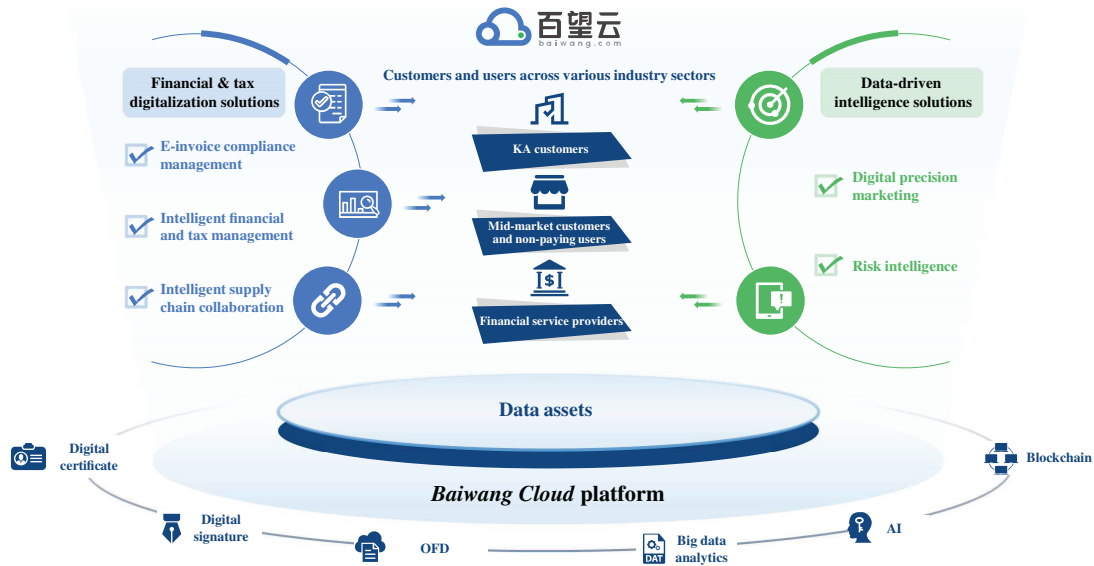 百望云
baiwang.com
Financial & tax
digitalization solutions
E-invoice compliance
management
Intelligent financial
and tax management
Intelligent supply
chain collaboration
Customers and users across various industry sectors
KA customers
Mid-market customers
and non-paying users
$
Financial service providers
Data-driven
intelligence solutions
Digital precision
marketing
Risk intelligence
!
Data assets
Baiwang Cloud platform
Digital
certificate
Digital
signature
OFD
DAT
Big data
analytics
AI
Blockchain